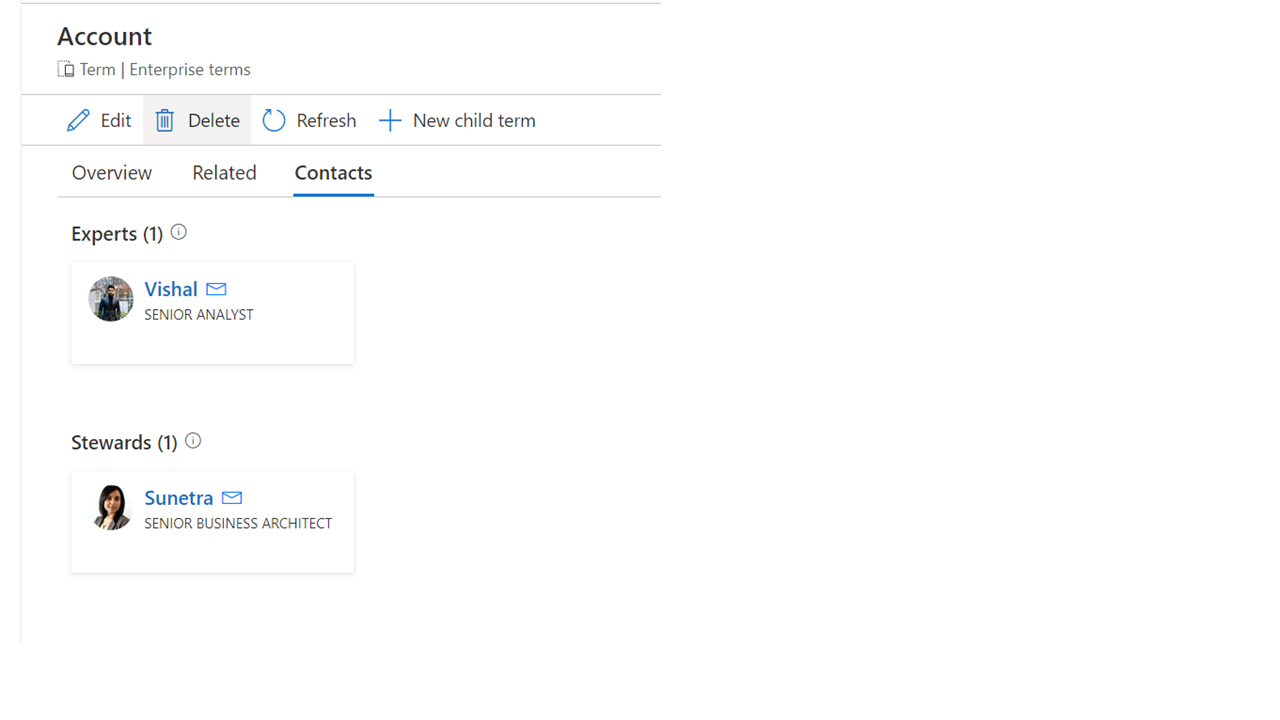 Account
Term | Enterprise terms
Edit Delete Refresh New child term
Overview Related Contacts
Experts (1)
Vishal
SENIOR ANALYST
Stewards (1)
Sunetra
SENIOR BUSINESS ARCHITECT